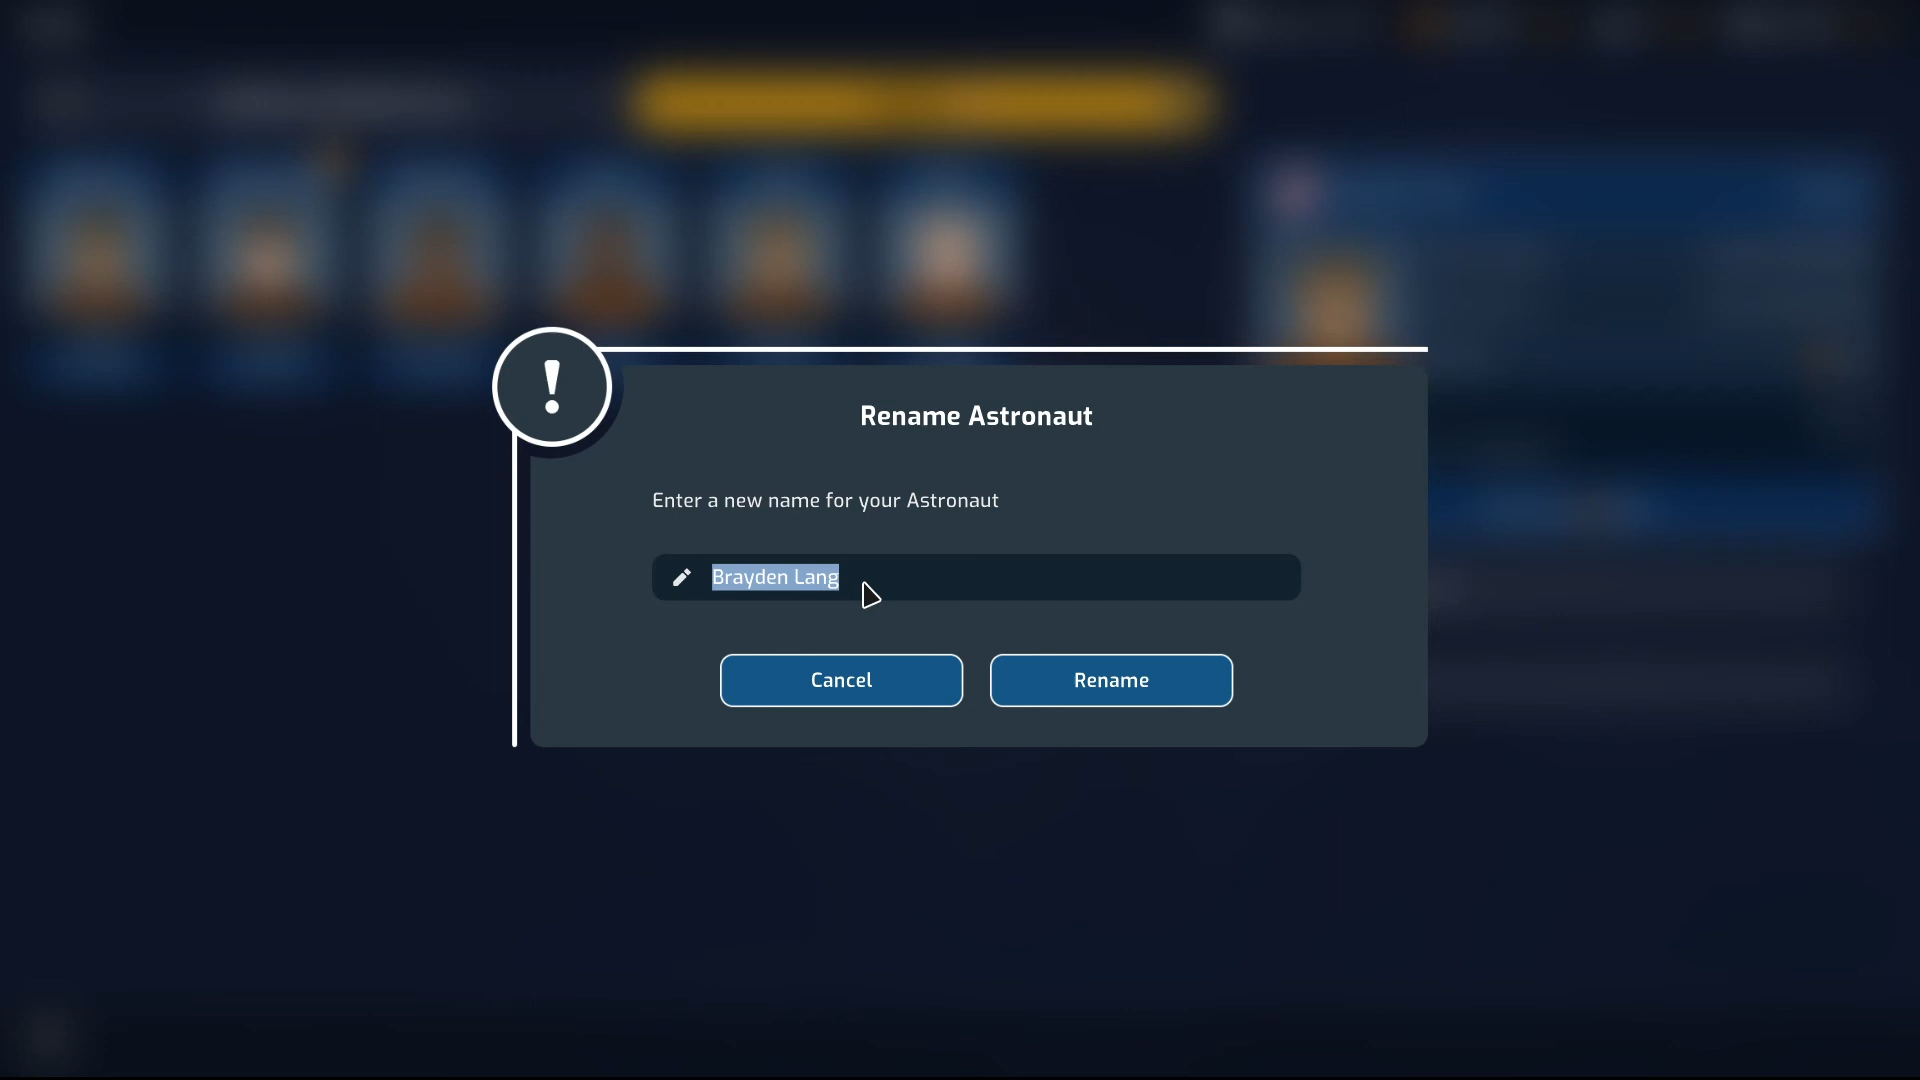 Rename Astronaut
Enter a new name for your Astronaut
Brayden Lang
Cancel
Rename